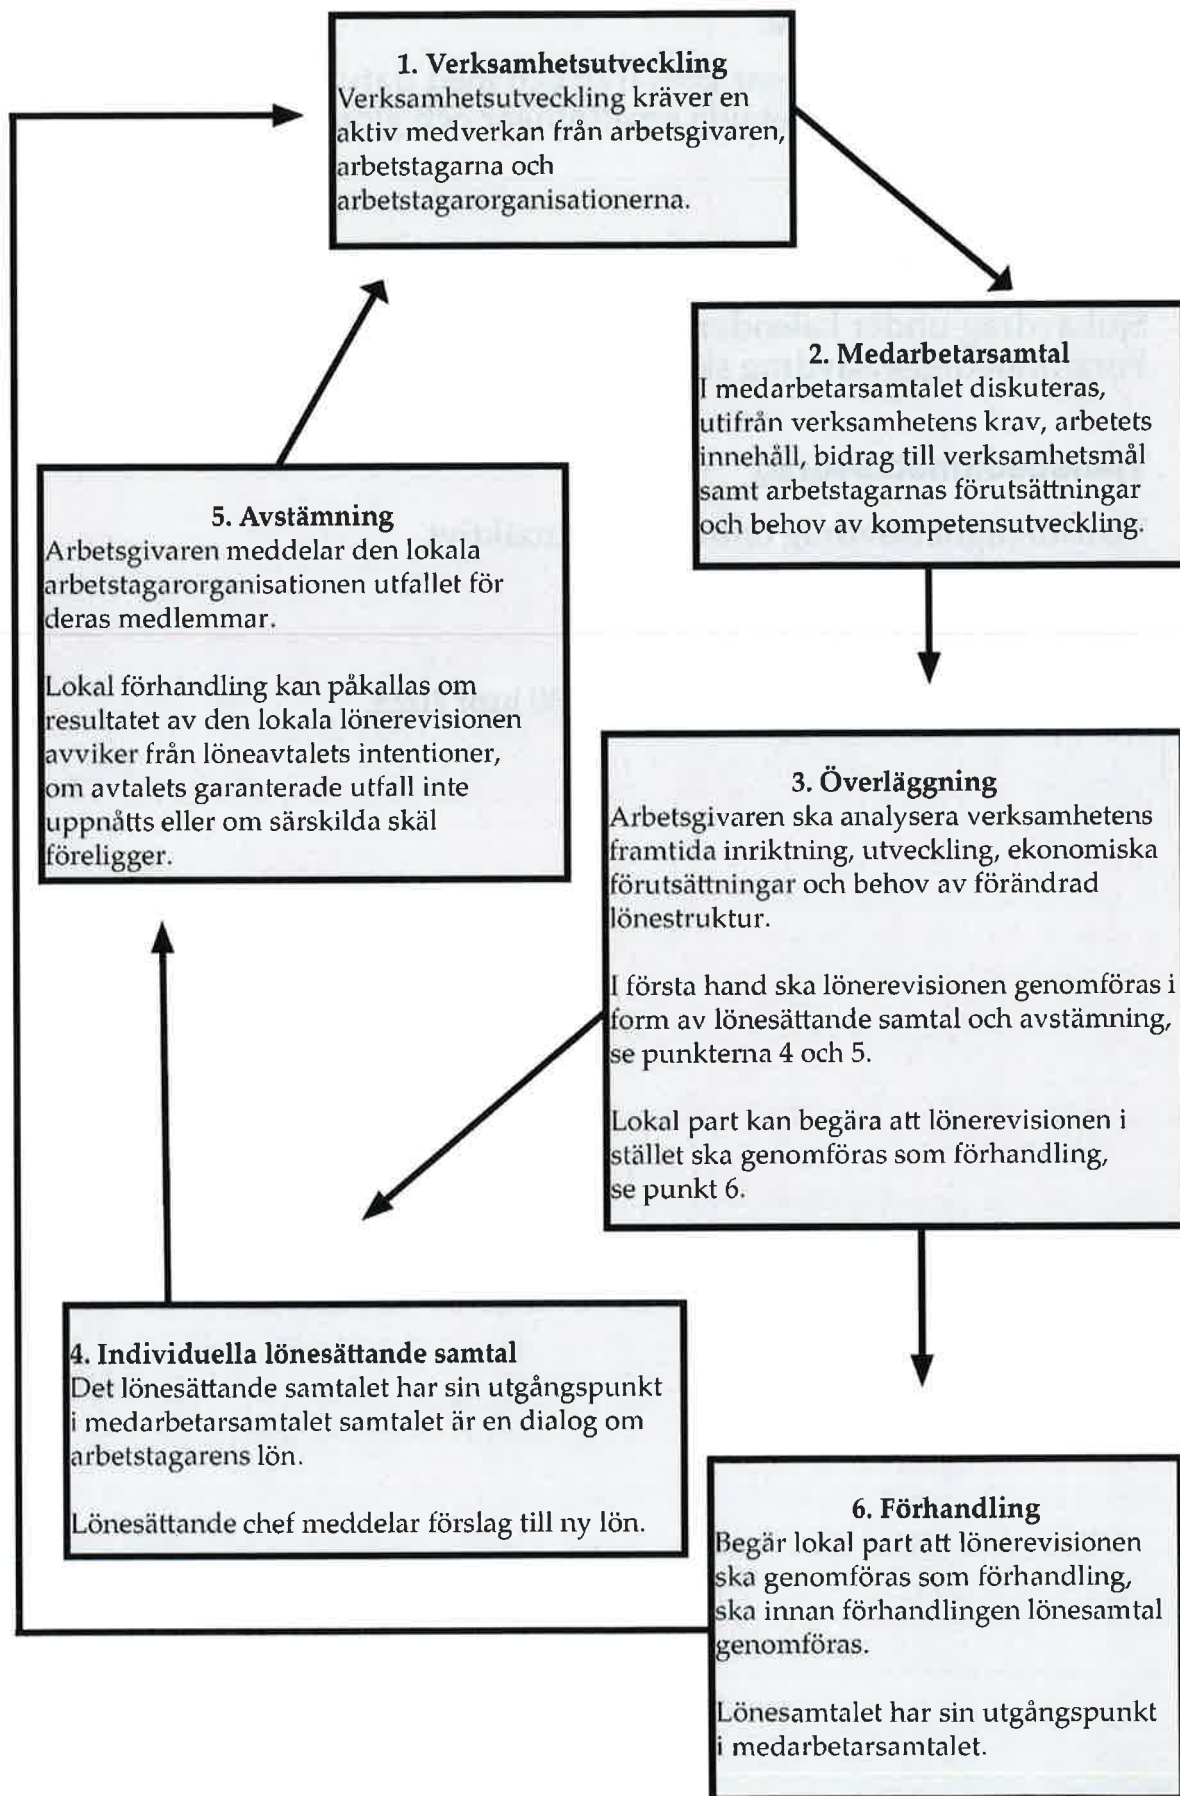 1. Verksamhetsutveckling
Verksamhetsutveckling kräver en
aktiv medverkan från arbetsgivaren,
arbetstagarna och
arbetstagarorganisationerna.
2. Medarbetarsamtal
I medarbetarsamtalet diskuteras,
utifrån verksamhetens krav, arbetets
innehåll, bidrag till verksamhetsmål
samt arbetstagarnas förutsättningar
och behov av kompetensutveckling.
3. Överläggning
Arbetsgivaren ska analysera verksamhetens
framtida inriktning, utveckling, ekonomiska
förutsättningar och behov av förändrad
lönestruktur.
I första hand ska lönerevisionen genomföras i
form av lönesättande samtal och avstämning,
se punkterna 4 och 5.
Lokal part kan begära att lönerevisionen i
stället ska genomföras som förhandling,
se punkt 6.
4. Individuella lönesättande samtal
Det lönesättande samtalet har sin utgångspunkt
i medarbetarsamtalet samtalet är en dialog om
arbetstagarens lön.
Lönesättande chef meddelar förslag till ny lön.
5. Avstämning
Arbetsgivaren meddelar den lokala
arbetstagarorganisationen utfallet för
deras medlemmar.
Lokal förhandling kan påkallas om
resultatet av den lokala lönerevisionen
avviker från löneavtalets intentioner,
om avtalets garanterade utfall inte
uppnåtts eller om särskilda skäl
föreligger.
6. Förhandling
Begär lokal part att lönerevisionen
ska genomföras som förhandling,
ska innan förhandlingen lönesamtal
genomföras.
Lönesamtalet har sin utgångspunkt
i medarbetarsamtalet.